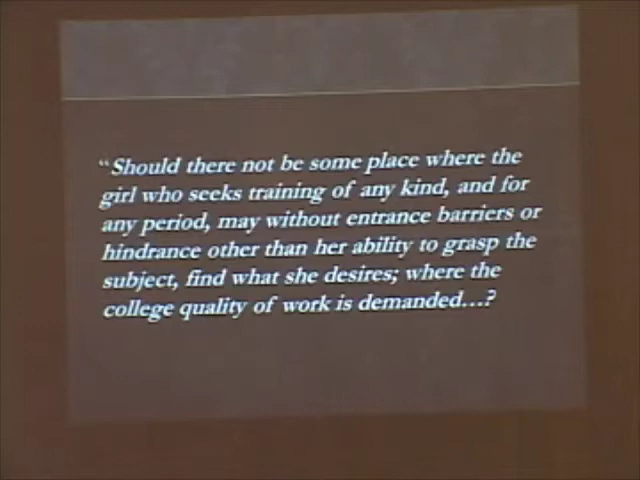 “Should there not be some place where the
girl who seeks training of any kind, and for
any period, may without entrance barriers or
hindrance other than her ability to grasp the
subject, find what she desires; where the
college quality of work is demanded…?